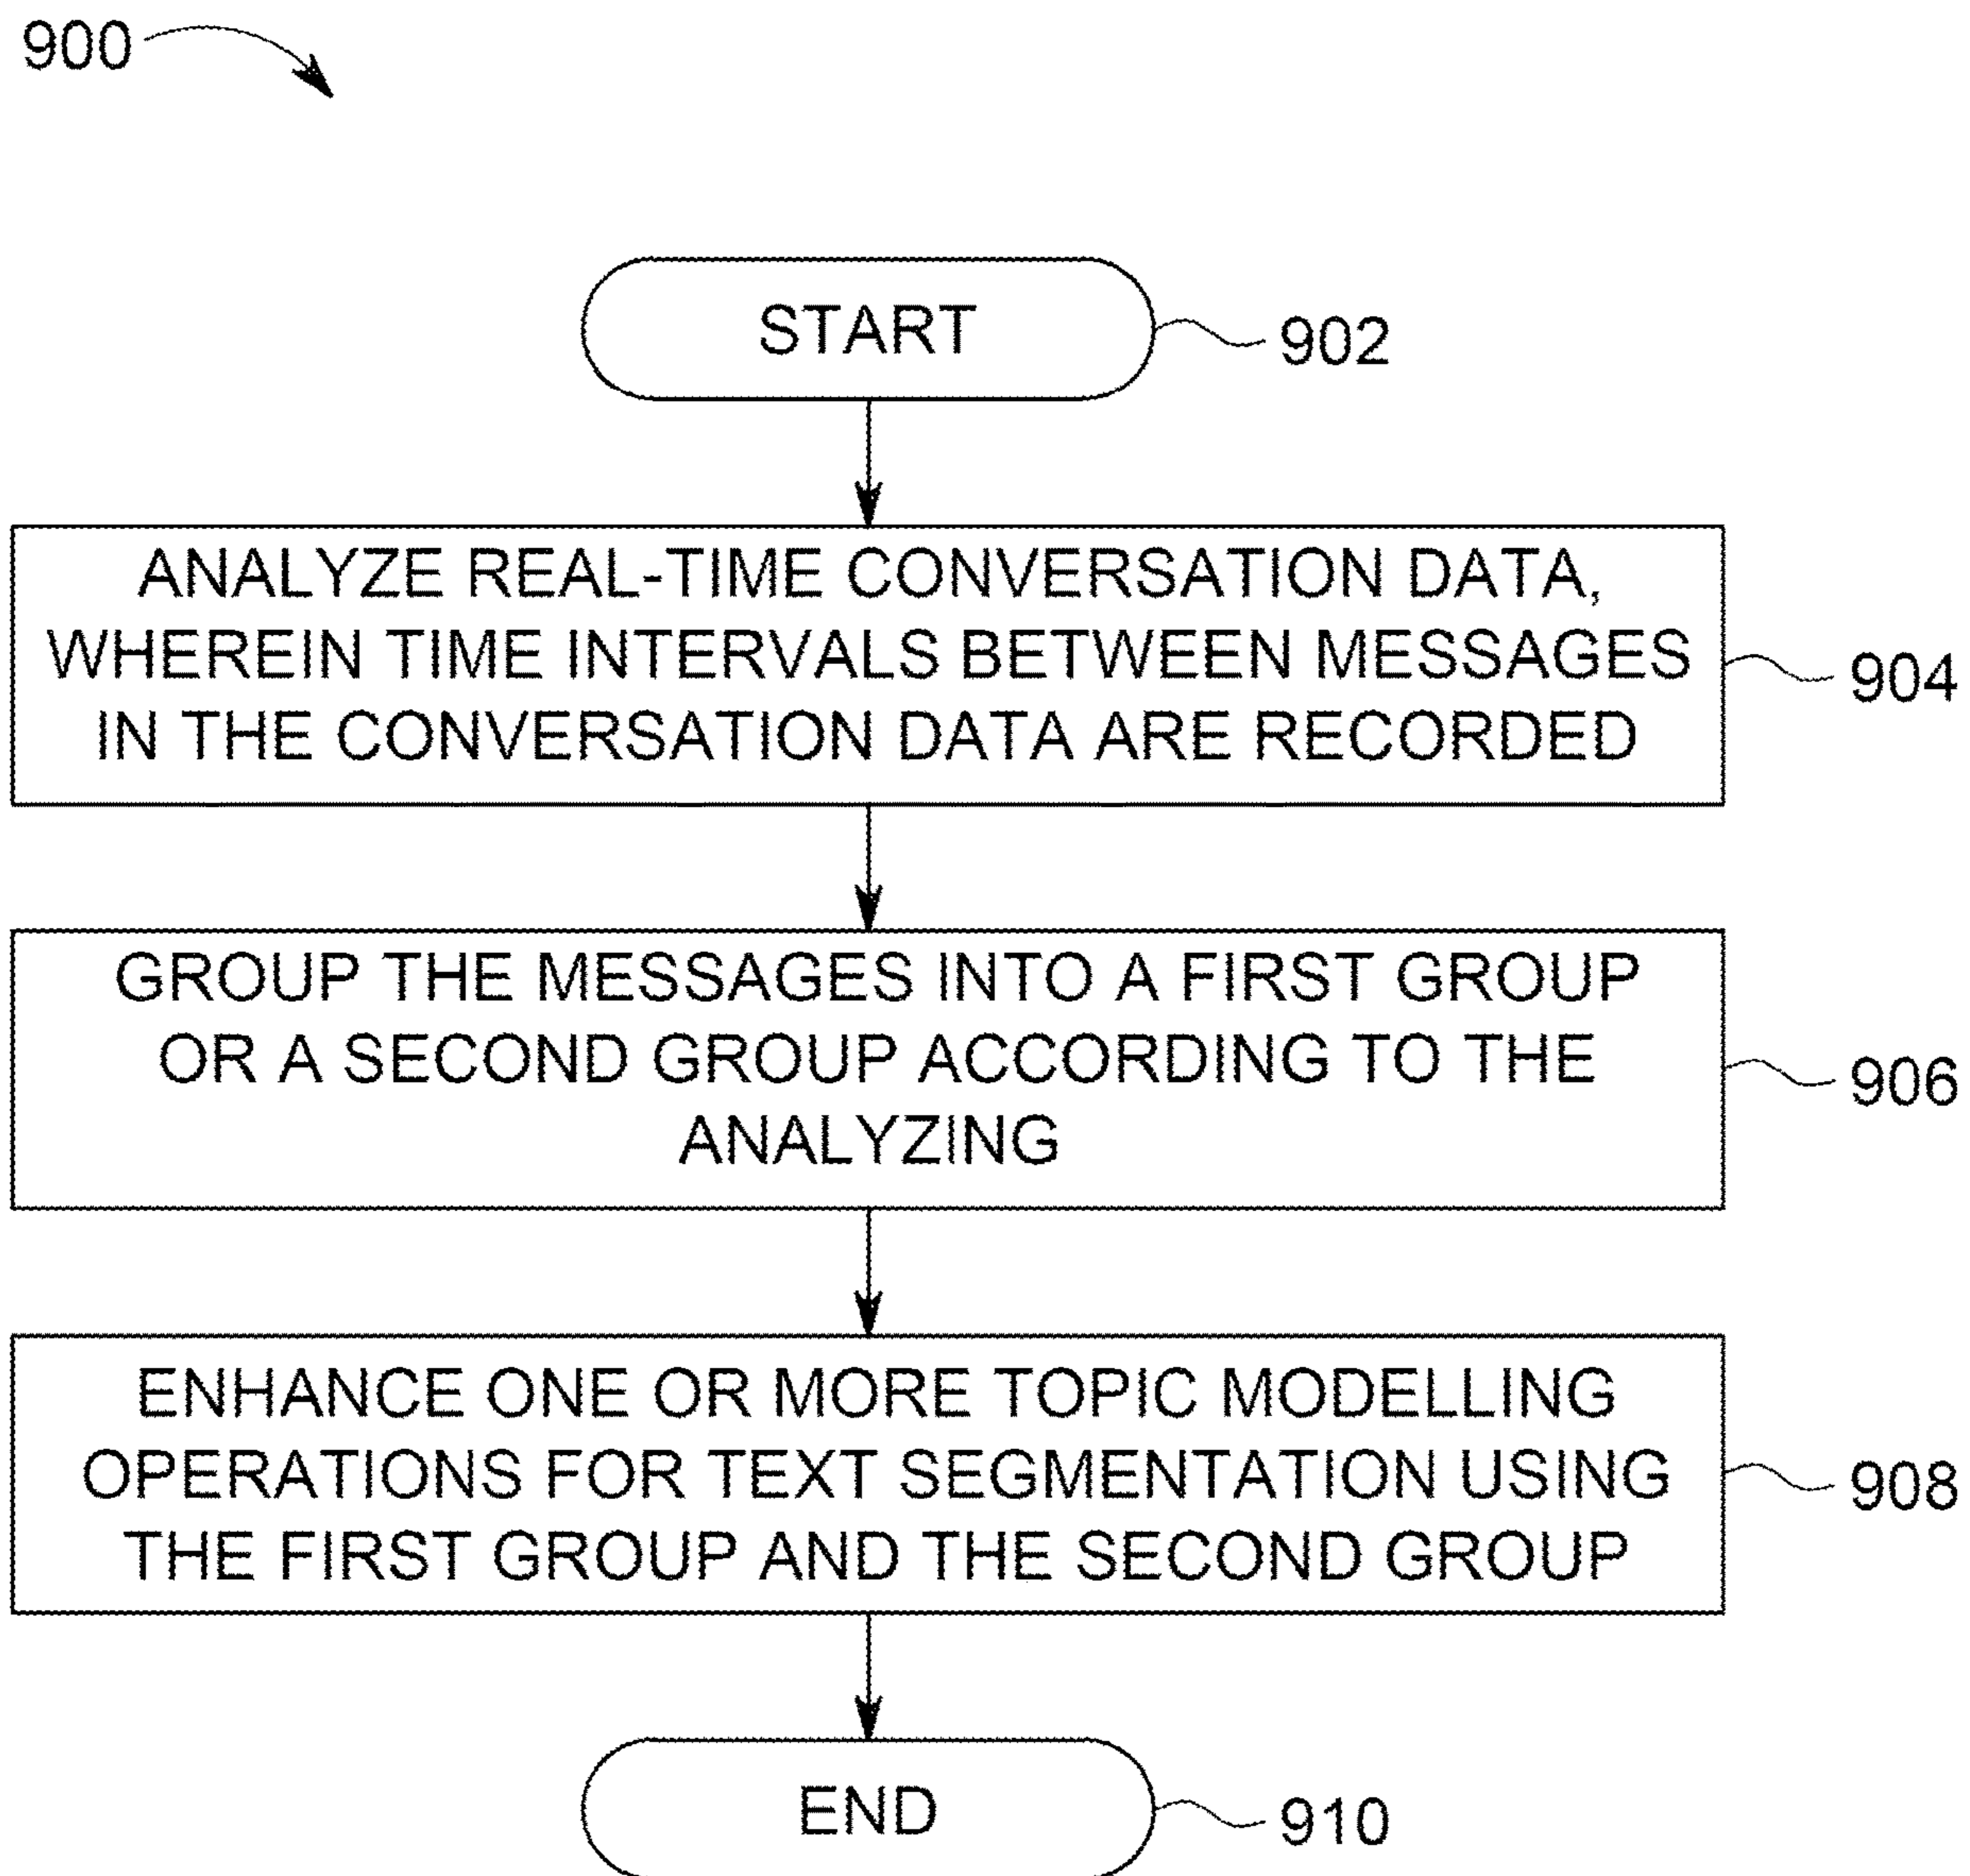 900
START
902
ANALYZE REAL-TIME CONVERSATION DATA,
WHEREIN TIME INTERVALS BETWEEN MESSAGES
IN THE CONVERSATION DATA ARE RECORDED
904
GROUP THE MESSAGES INTO A FIRST GROUP
OR A SECOND GROUP ACCORDING TO THE
ANALYZING
906
ENHANCE ONE OR MORE TOPIC MODELLING
OPERATIONS FOR TEXT SEGMENTATION USING
THE FIRST GROUP AND THE SECOND GROUP
908
END
910